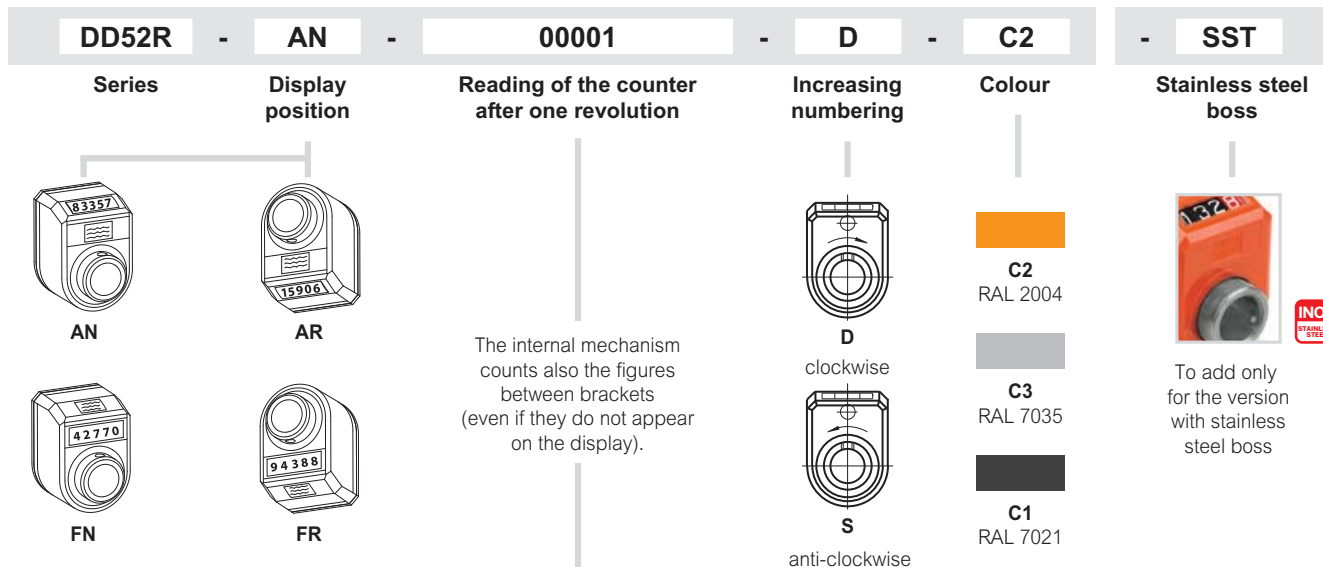 DD52R - AN - 00001 - D - C2 - SST
Series
Display
position
Reading of the counter
after one revolution
Increasing
numbering
Colour
Stainless steel
boss
83357
AN
15906
AR
42770
FN
94388
FR
The internal mechanism
counts also the figures
between brackets
(even if they do not appear
on the display).
D
clockwise
S
anti-clockwise
C2
RAL 2004
C3
RAL 7035
C1
RAL 7021
1328
To add only
for the version
with stainless
steel boss